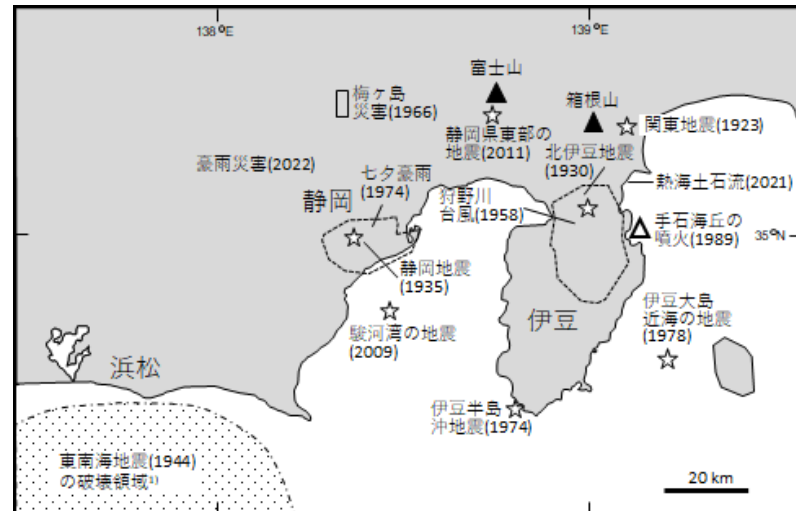 138°E
139°E
富士山
箱根山
梅ヶ島
災害(1966)
静岡県東部の
地震(2011)
関東地震(1923)
北伊豆地震
(1930)
豪雨災害(2022)
七夕豪雨
(1974)
静岡
狩野川
台風(1958)
熱海土石流(2021)
手石海丘の
噴火(1989)
35°N
静岡地震
(1935)
駿河湾の地震
(2009)
伊豆
伊豆大島
近海の地震
(1978)
浜松
伊豆半島
沖地震(1974)
東南海地震(1944)
の破壊領域¹⁾
20 km